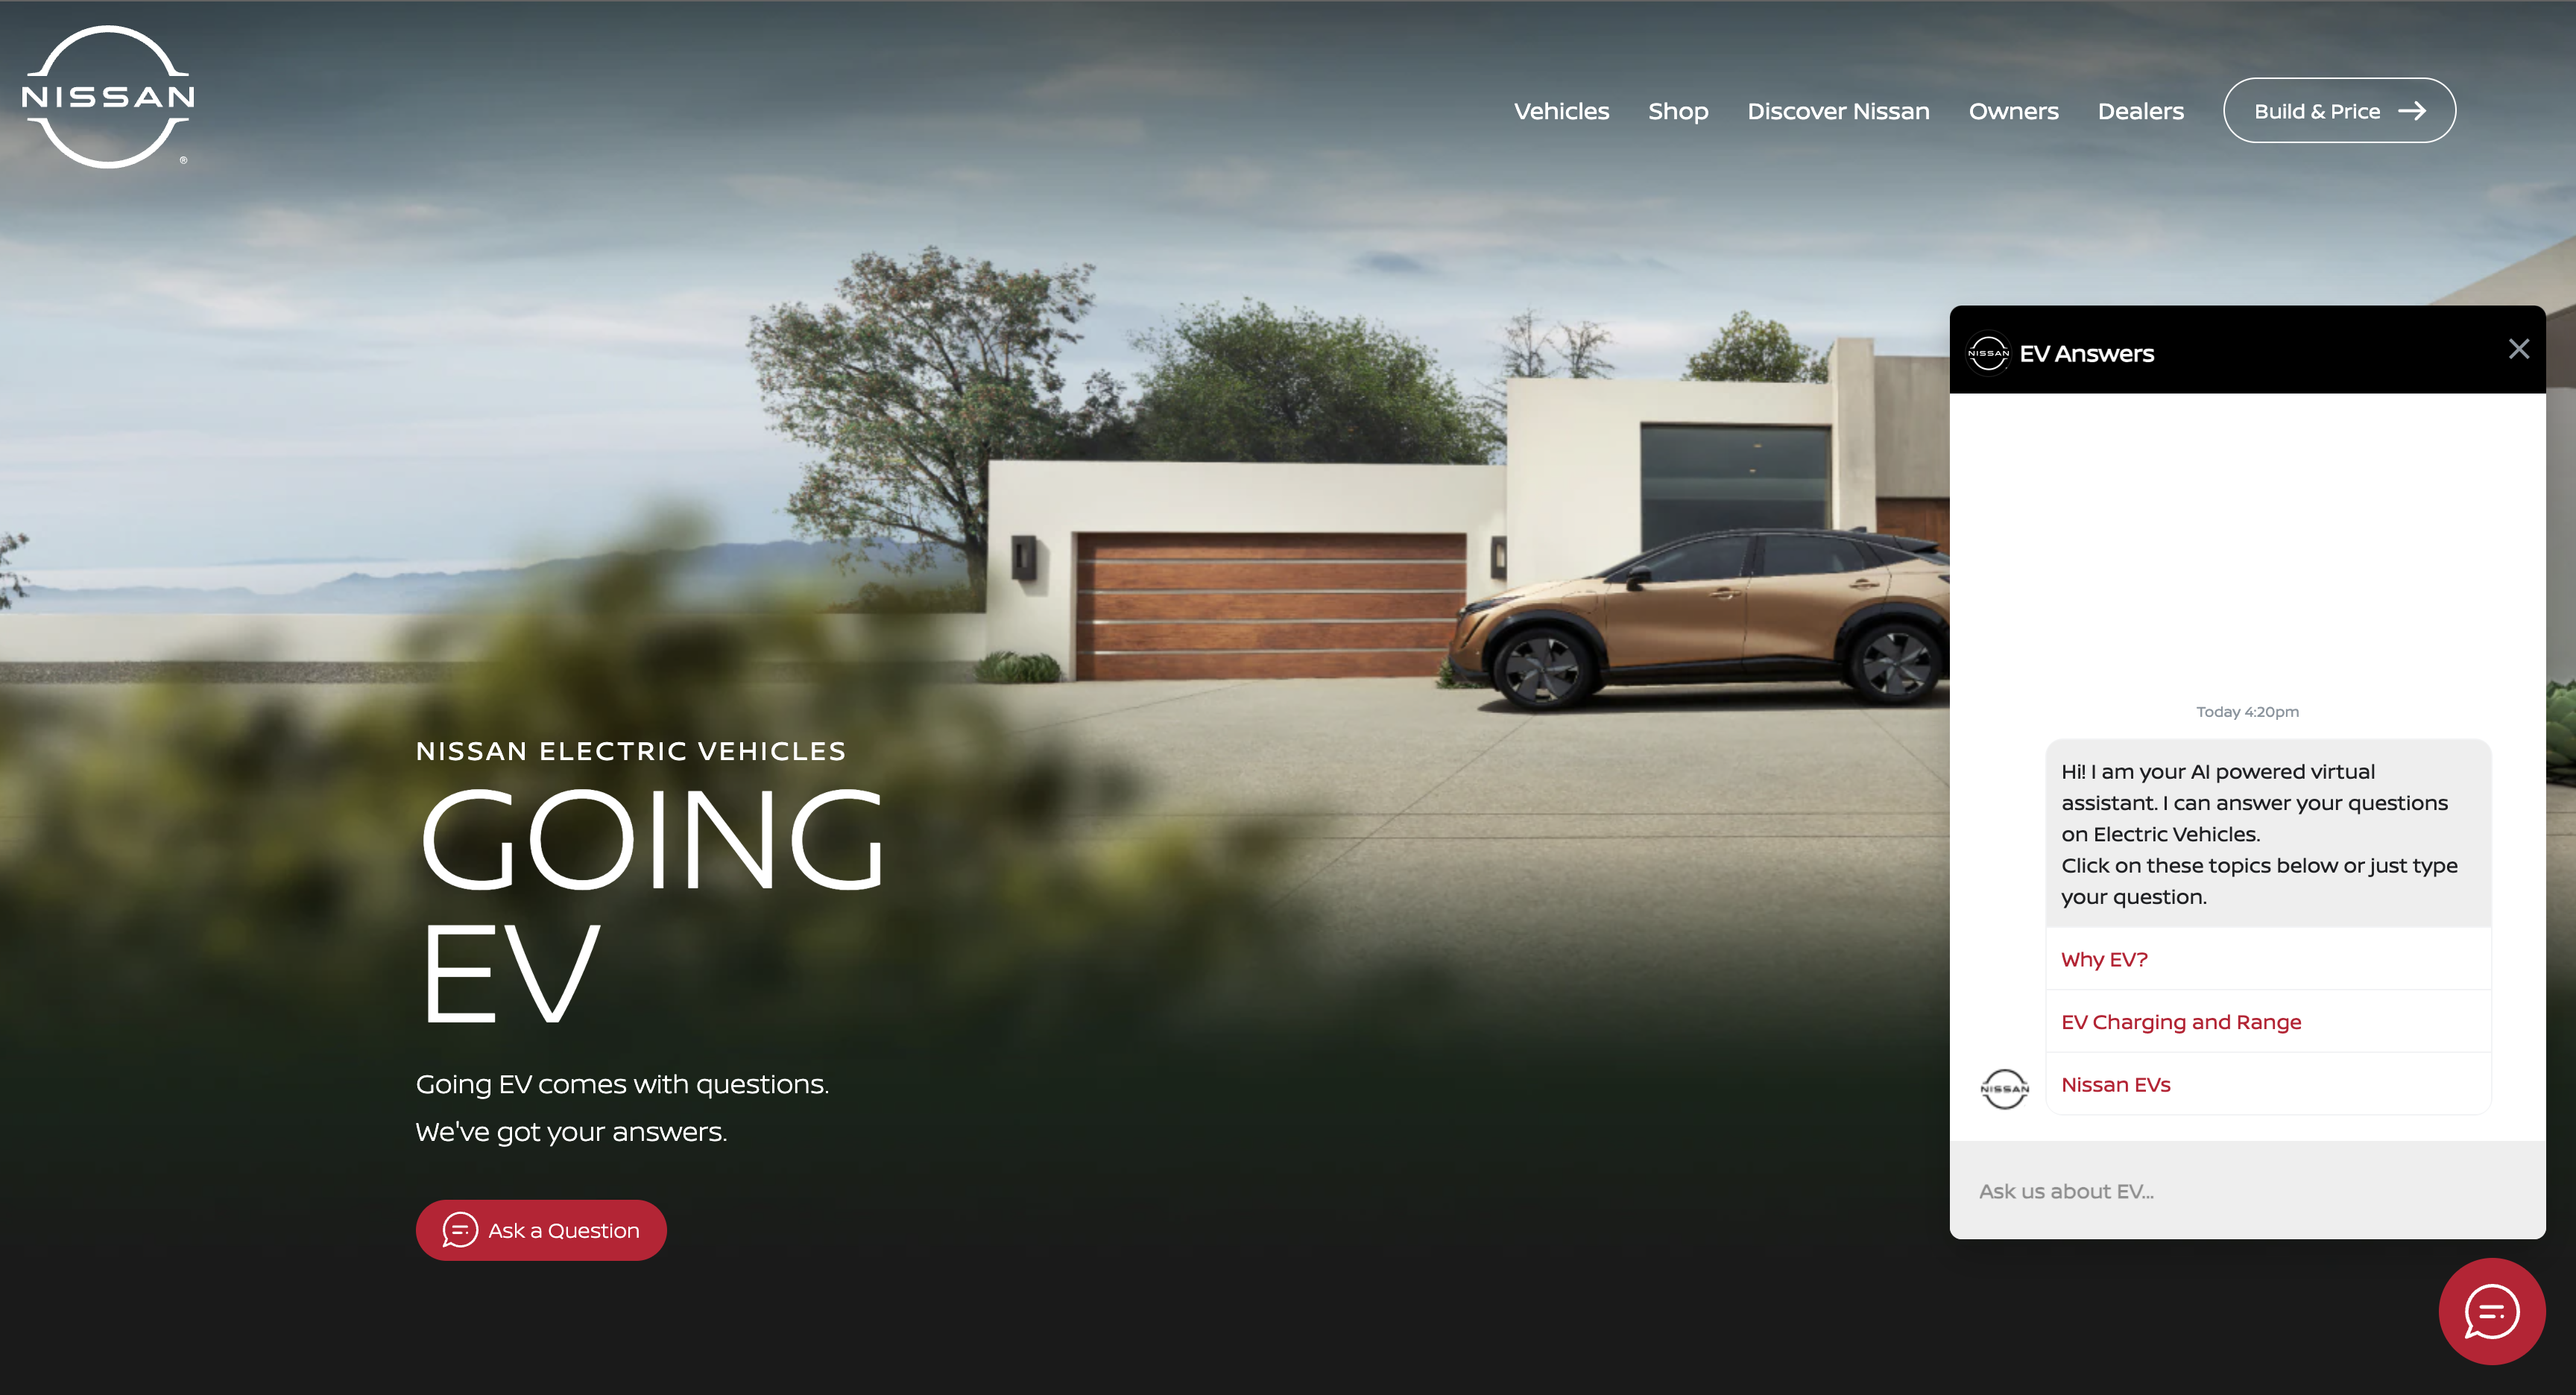 NISSAN
®
Vehicles
Shop
Discover Nissan
Owners
Dealers
Build & Price
NISSAN ELECTRIC VEHICLES
GOING
EV
Going EV comes with questions.
We've got your answers.
Ask a Question
NISSAN
EV Answers
Today 4:20pm
Hi! I am your AI powered virtual
assistant. I can answer your questions
on Electric Vehicles.
Click on these topics below or just type
your question.
Why EV?
EV Charging and Range
Nissan EVs
NISSAN
Ask us about EV...